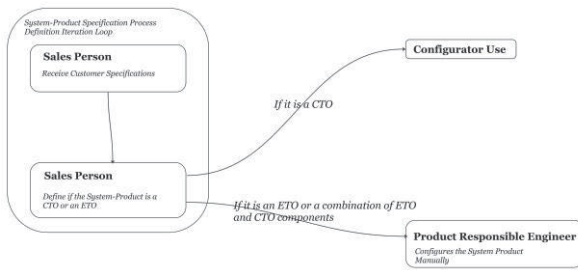 System-Product Specification Process
Definition Iteration Loop
Sales Person
Receive Customer Specifications
Configurator Use
If it is a CTO
Sales Person
Define if the System-Product is a
CTO or an ETO
If it is an ETO or a combination of ETO
and CTO components
Product Responsible Engineer
Configures the System Product
Manually